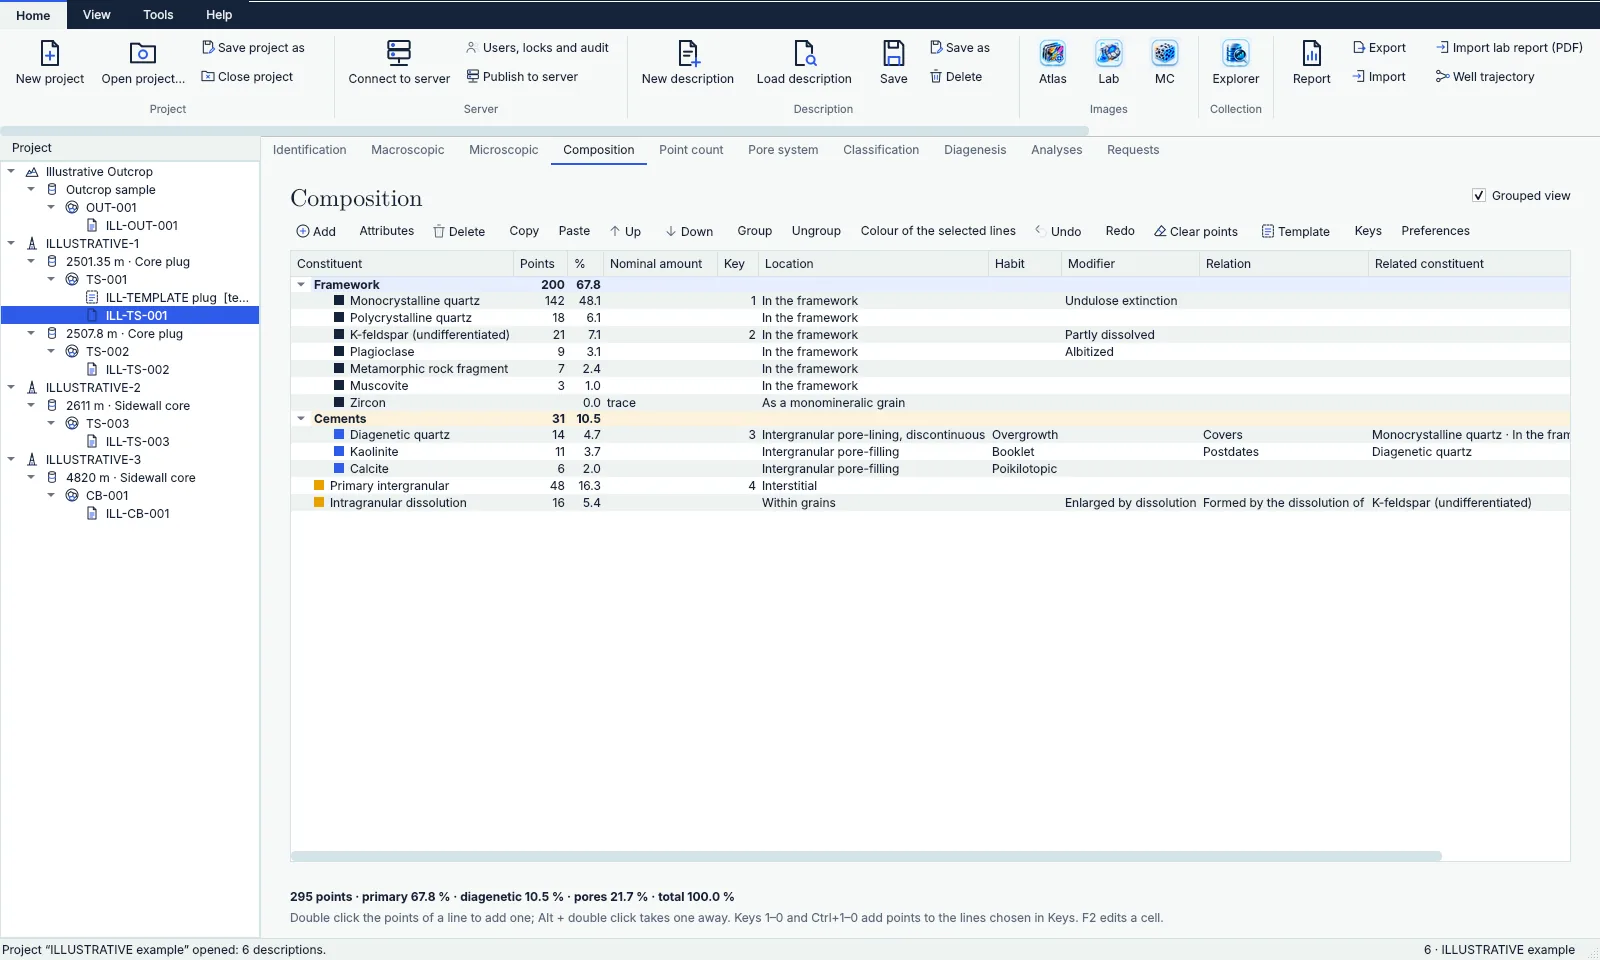 Home View Tools Help
New project Open project... Save project as Close project
Project
Connect to server Users, locks and audit Publish to server
Server
New description Load description Save Save as Delete
Description
Atlas Lab MC
Images
Explorer
Collection
Report Export Import Import lab report (PDF) Well trajectory
Project
Illustrative Outcrop
Outcrop sample
OUT-001
ILL-OUT-001
ILLUSTRATIVE-1
2501.35 m · Core plug
TS-001
ILL-TEMPLATE plug [te...
ILL-TS-001
2507.8 m · Core plug
TS-002
ILL-TS-002
ILLUSTRATIVE-2
2611 m · Sidewall core
TS-003
ILL-TS-003
ILLUSTRATIVE-3
4820 m · Sidewall core
CB-001
ILL-CB-001
Identification Macroscopic Microscopic Composition Point count Pore system Classification Diagenesis Analyses Requests
Composition
Grouped view
Add Attributes Delete Copy Paste Up Down Group Ungroup Colour of the selected lines Undo Redo Clear points Template Keys Preferences
Constituent Points % Nominal amount Key Location Habit Modifier Relation Related constituent
Framework 200 67.8
Monocrystalline quartz 142 48.1 1 In the framework Undulose extinction
Polycrystalline quartz 18 6.1 In the framework
K-feldspar (undifferentiated) 21 7.1 2 In the framework Partly dissolved
Plagioclase 9 3.1 In the framework Albitized
Metamorphic rock fragment 7 2.4 In the framework
Muscovite 3 1.0 In the framework
Zircon 0.0 trace As a monomineralic grain
Cements 31 10.5
Diagenetic quartz 14 4.7 3 Intergranular pore-lining, discontinuous Overgrowth Covers Monocrystalline quartz · In the fram
Kaolinite 11 3.7 Intergranular pore-filling Booklet Postdates Diagenetic quartz
Calcite 6 2.0 Intergranular pore-filling Poikilotopic
Primary intergranular 48 16.3 4 Interstitial
Intragranular dissolution 16 5.4 Within grains Enlarged by dissolution Formed by the dissolution of K-feldspar (undifferentiated)
295 points · primary 67.8 % · diagenetic 10.5 % · pores 21.7 % · total 100.0 %
Double click the points of a line to add one; Alt + double click takes one away. Keys 1–0 and Ctrl+1–0 add points to the lines chosen in Keys. F2 edits a cell.
Project “ILLUSTRATIVE example” opened: 6 descriptions.
6 · ILLUSTRATIVE example